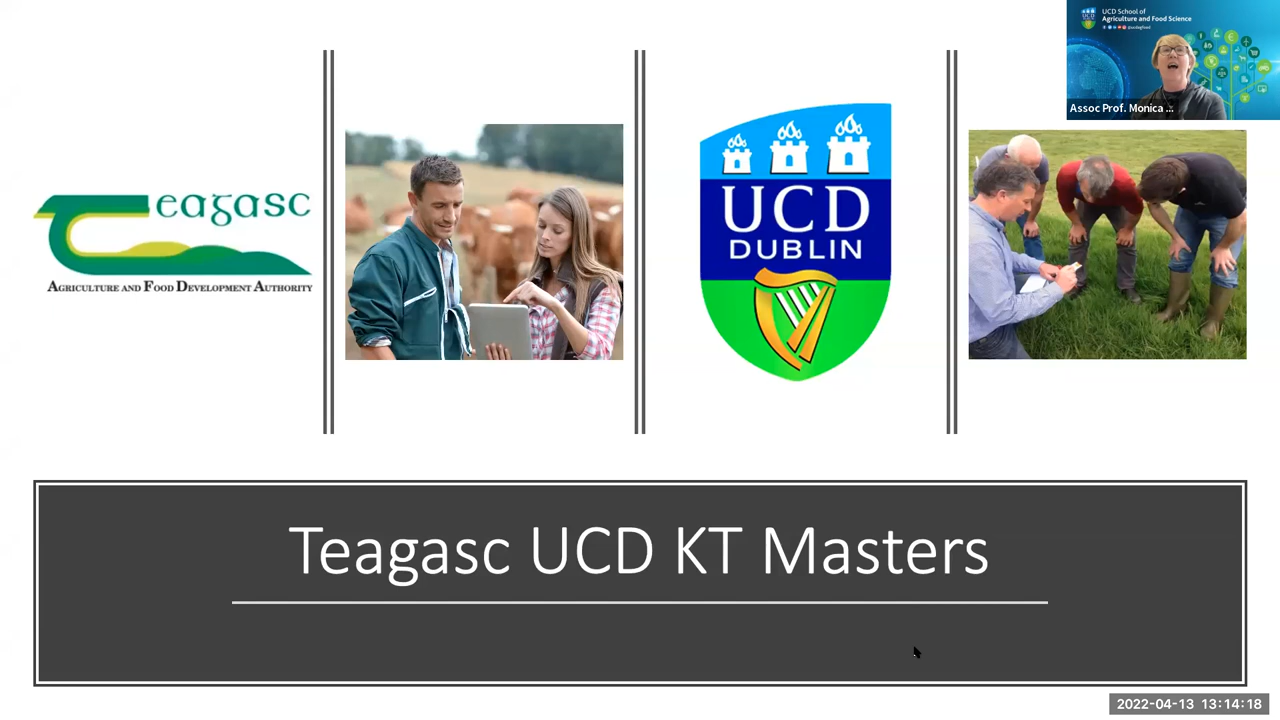 UCD School of
Agriculture and Food Science
Assoc Prof. Monica ...
Teagasc
AGRICULTURE AND FOOD DEVELOPMENT AUTHORITY
UCD
DUBLIN
Teagasc UCD KT Masters
2022-04-13 13:14:18